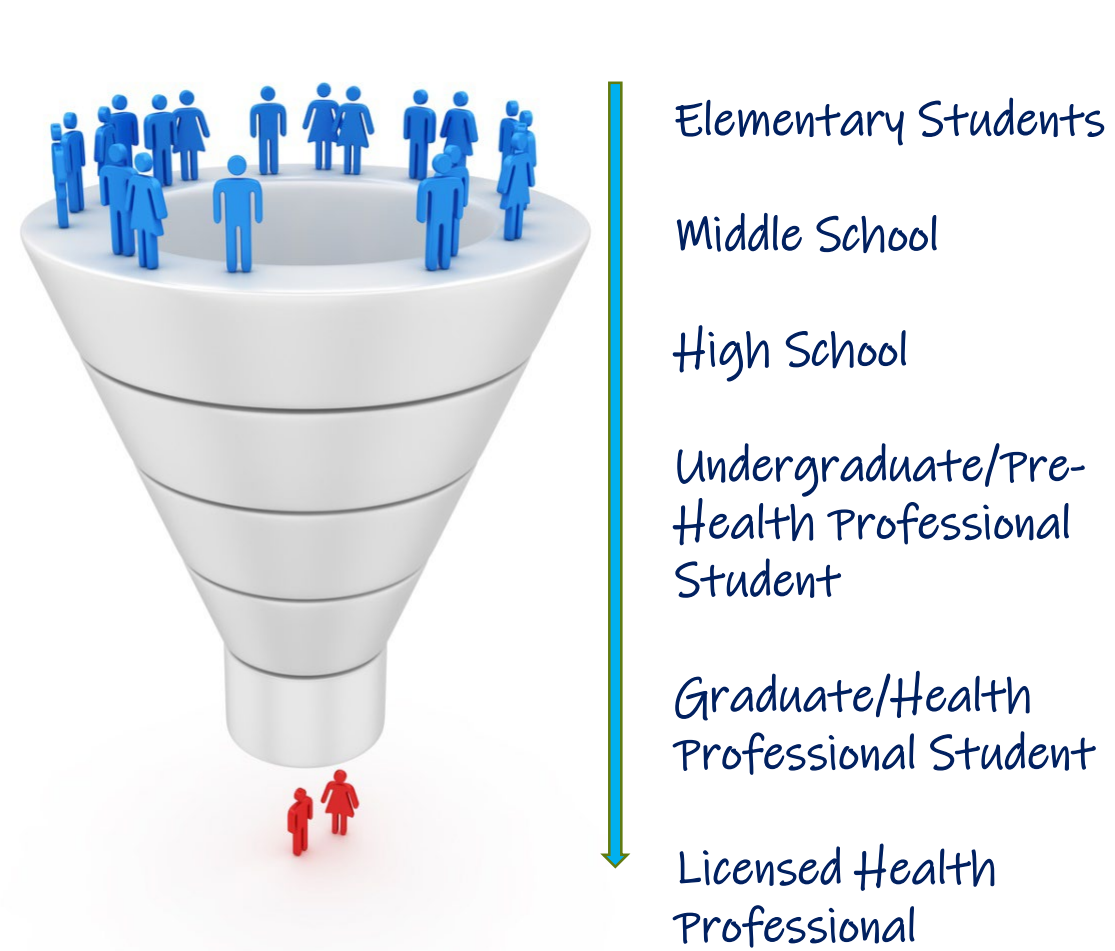 Elementary Students
Middle School
High School
Undergraduate/Pre-
Health Professional
Student
Graduate/Health
Professional Student
Licensed Health
Professional